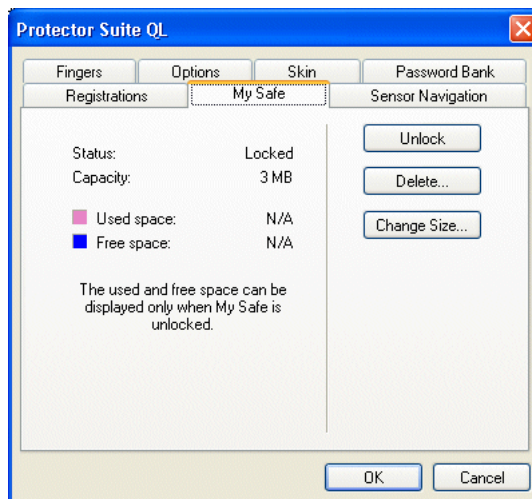 Protector Suite QL
Fingers Options Skin Password Bank
Registrations My Safe Sensor Navigation
Status: Locked
Capacity: 3 MB
Used space: N/A
Free space: N/A
The used and free space can be
displayed only when My Safe is
unlocked.
Unlock
Delete...
Change Size...
OK Cancel